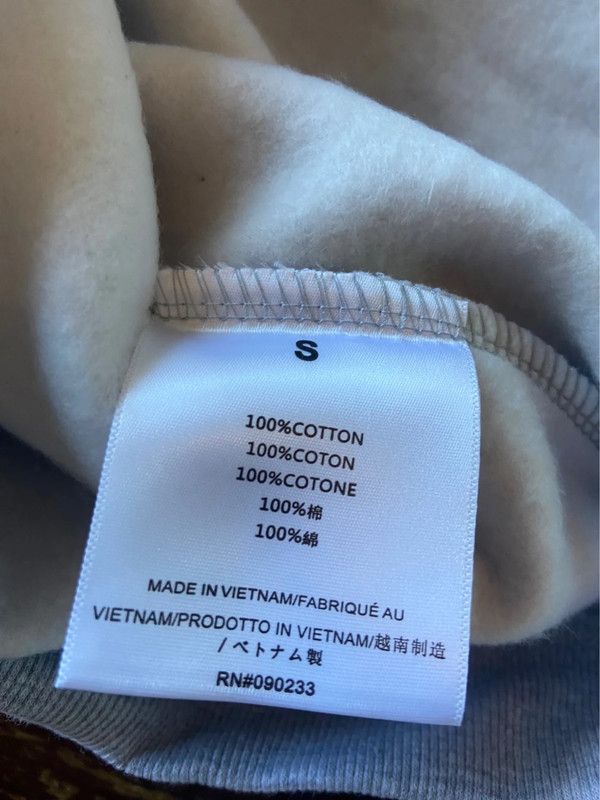 S
100%COTTON
100%COTON
100%COTONE
100%棉
100%綿
MADE IN VIETNAM/FABRIQUÉ AU
VIETNAM/PRODOTTO IN VIETNAM/越南制造
/ベトナム製
RN#090233